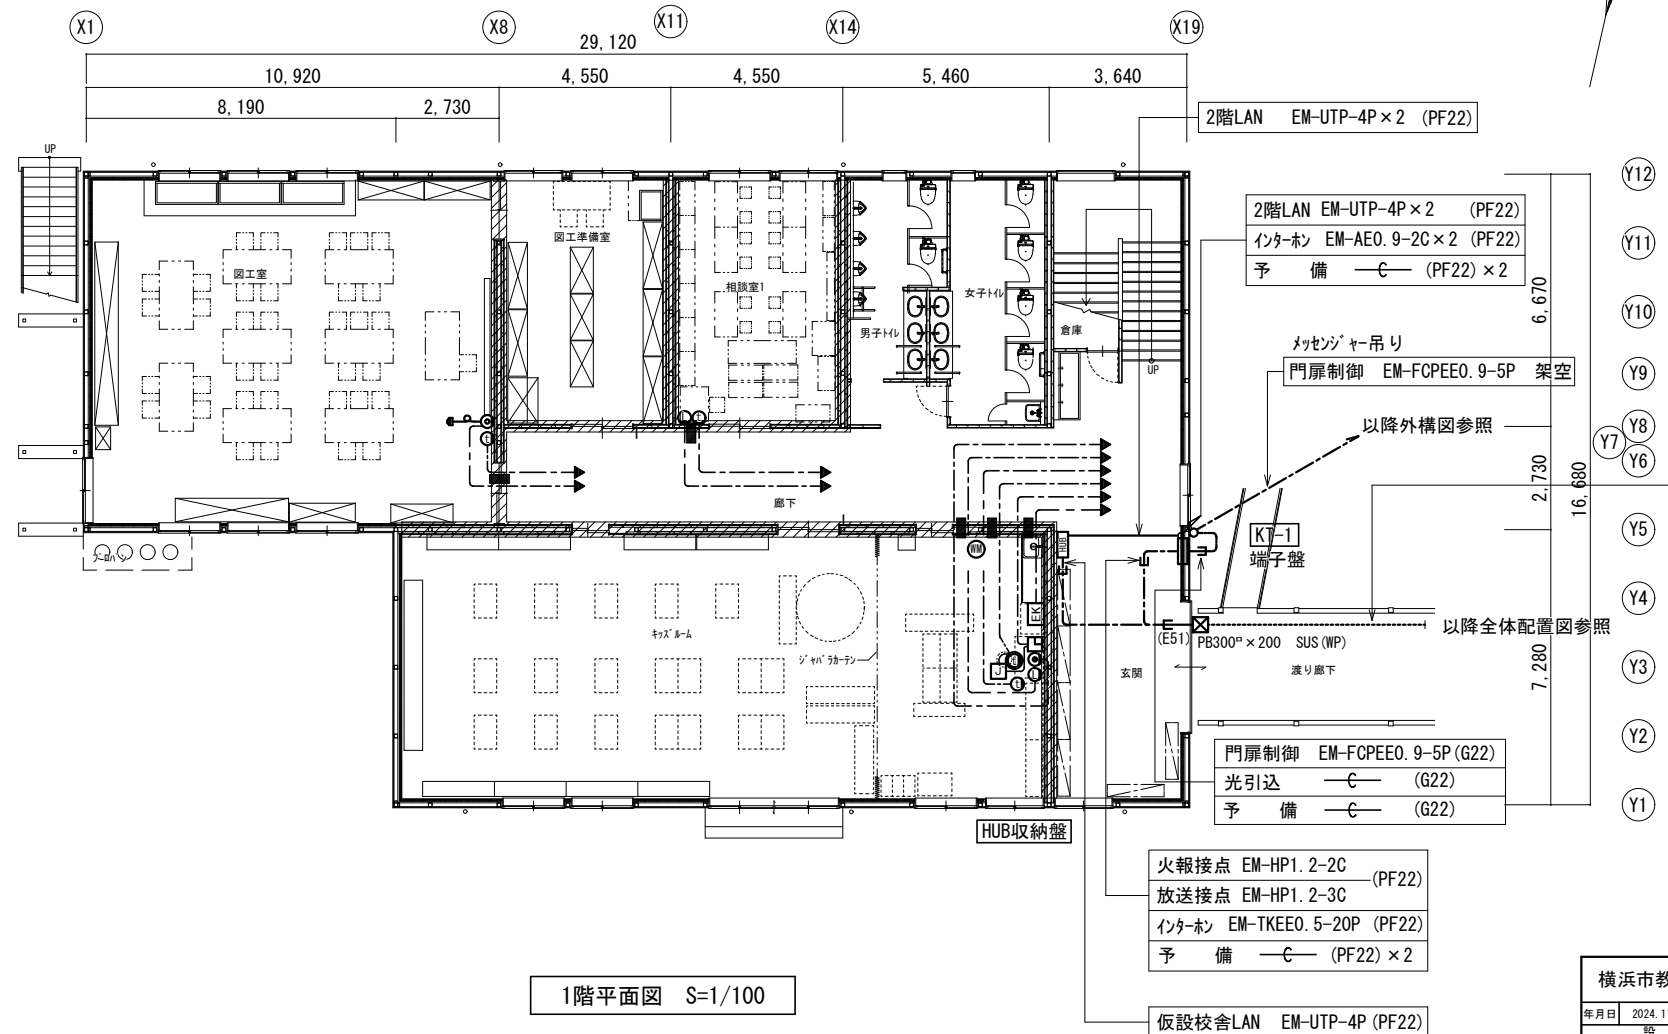 X1
X8
X11
X14
X19
29,120
10,920
4,550
4,550
5,460
3,640
8,190
2,730
2階LAN EM-UTP-4P×2 (PF22)
UP
Y12
2階LAN EM-UTP-4P×2 (PF22)
インターホン EM-AE0.9-2C×2 (PF22)
予 備 C (PF22)×2
Y11
図工準備室
図工室
相談室1
女子トイレ
男子トイレ
倉庫
UP
6,670
Y10
メッセンジャー吊り
門扉制御 EM-FCPEE0.9-5P 架空
Y9
以降外構図参照
Y8
Y7
Y6
2,730
16,680
廊下
WM
HUB
KT-1
端子盤
Y5
EK
Y4
キッズルーム
ジャバラカーテン
J
t
t
t
(E51)
PB300□×200 SUS(WP)
以降全体配置図参照
玄関
渡り廊下
7,280
Y3
Y2
門扉制御 EM-FCPEE0.9-5P(G22)
光引込 C (G22)
予 備 C (G22)
Y1
HUB収納盤
火報接点 EM-HP1.2-2C
(PF22)
放送接点 EM-HP1.2-3C
インターホン EM-TKEE0.5-20P (PF22)
予 備 C (PF22)×2
1階平面図 S=1/100
仮設校舎LAN EM-UTP-4P (PF22)
横浜市教
年月日 2024.1